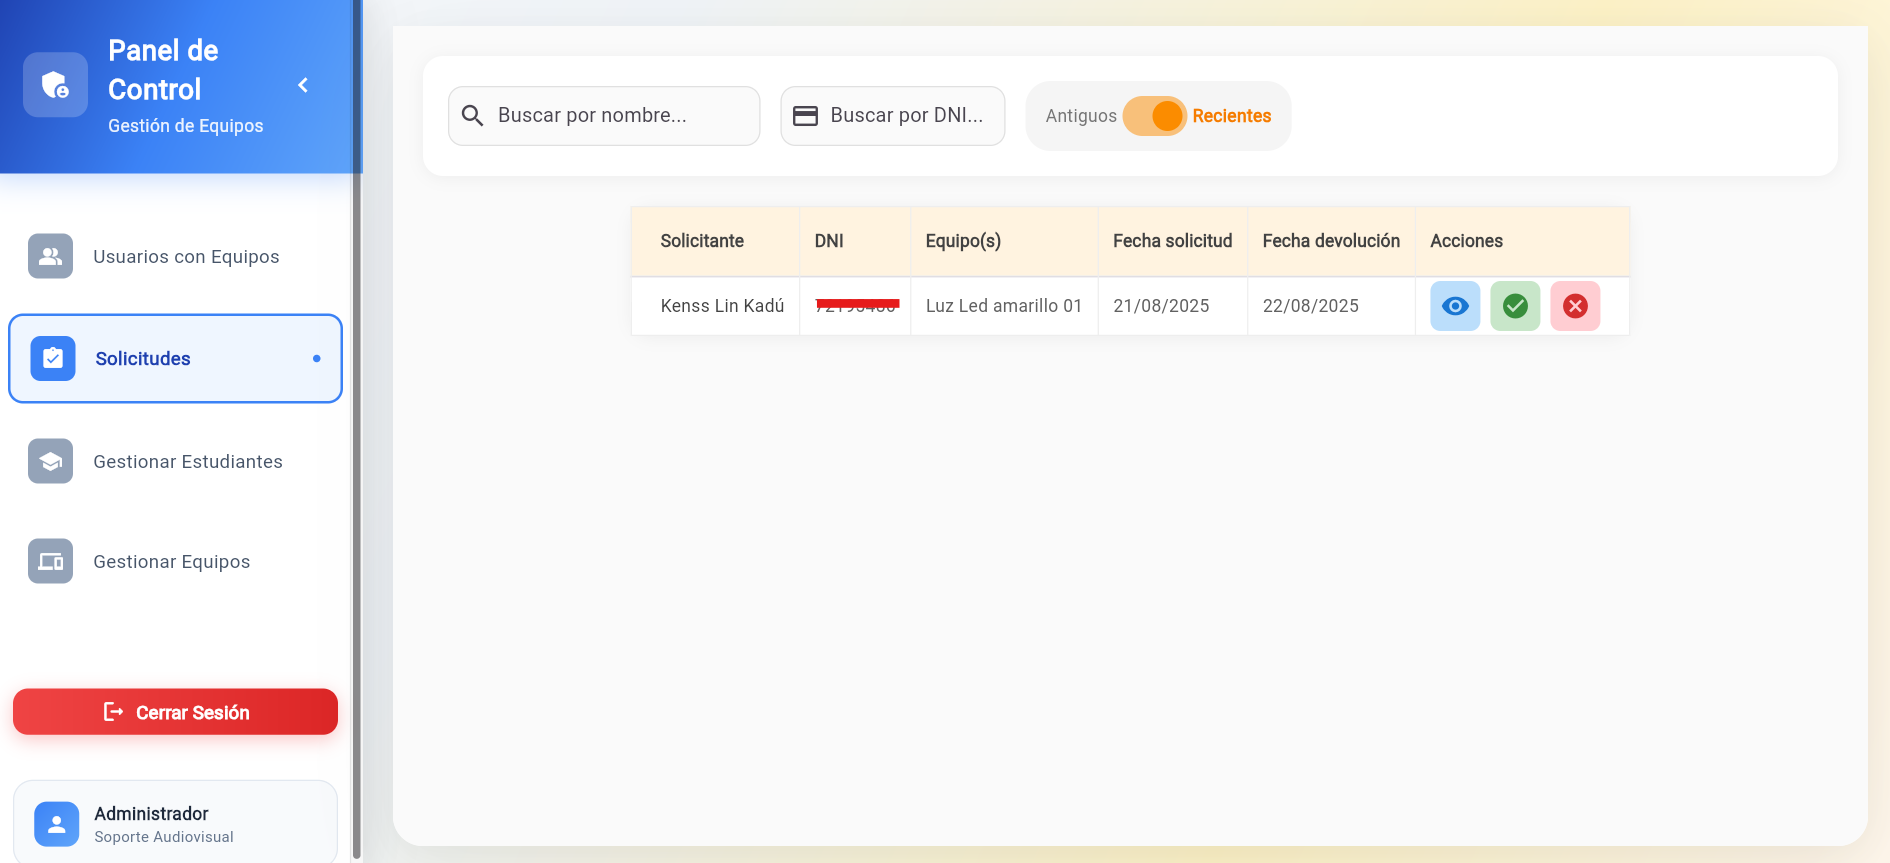 Panel de
Control
Gestión de Equipos
Usuarios con Equipos
Solicitudes
Gestionar Estudiantes
Gestionar Equipos
Cerrar Sesión
Administrador
Soporte Audiovisual
Buscar por nombre...
Buscar por DNI...
Antiguos
Recientes
Solicitante DNI Equipo(s) Fecha solicitud Fecha devolución Acciones
Kenss Lin Kadú Luz Led amarillo 01 21/08/2025 22/08/2025